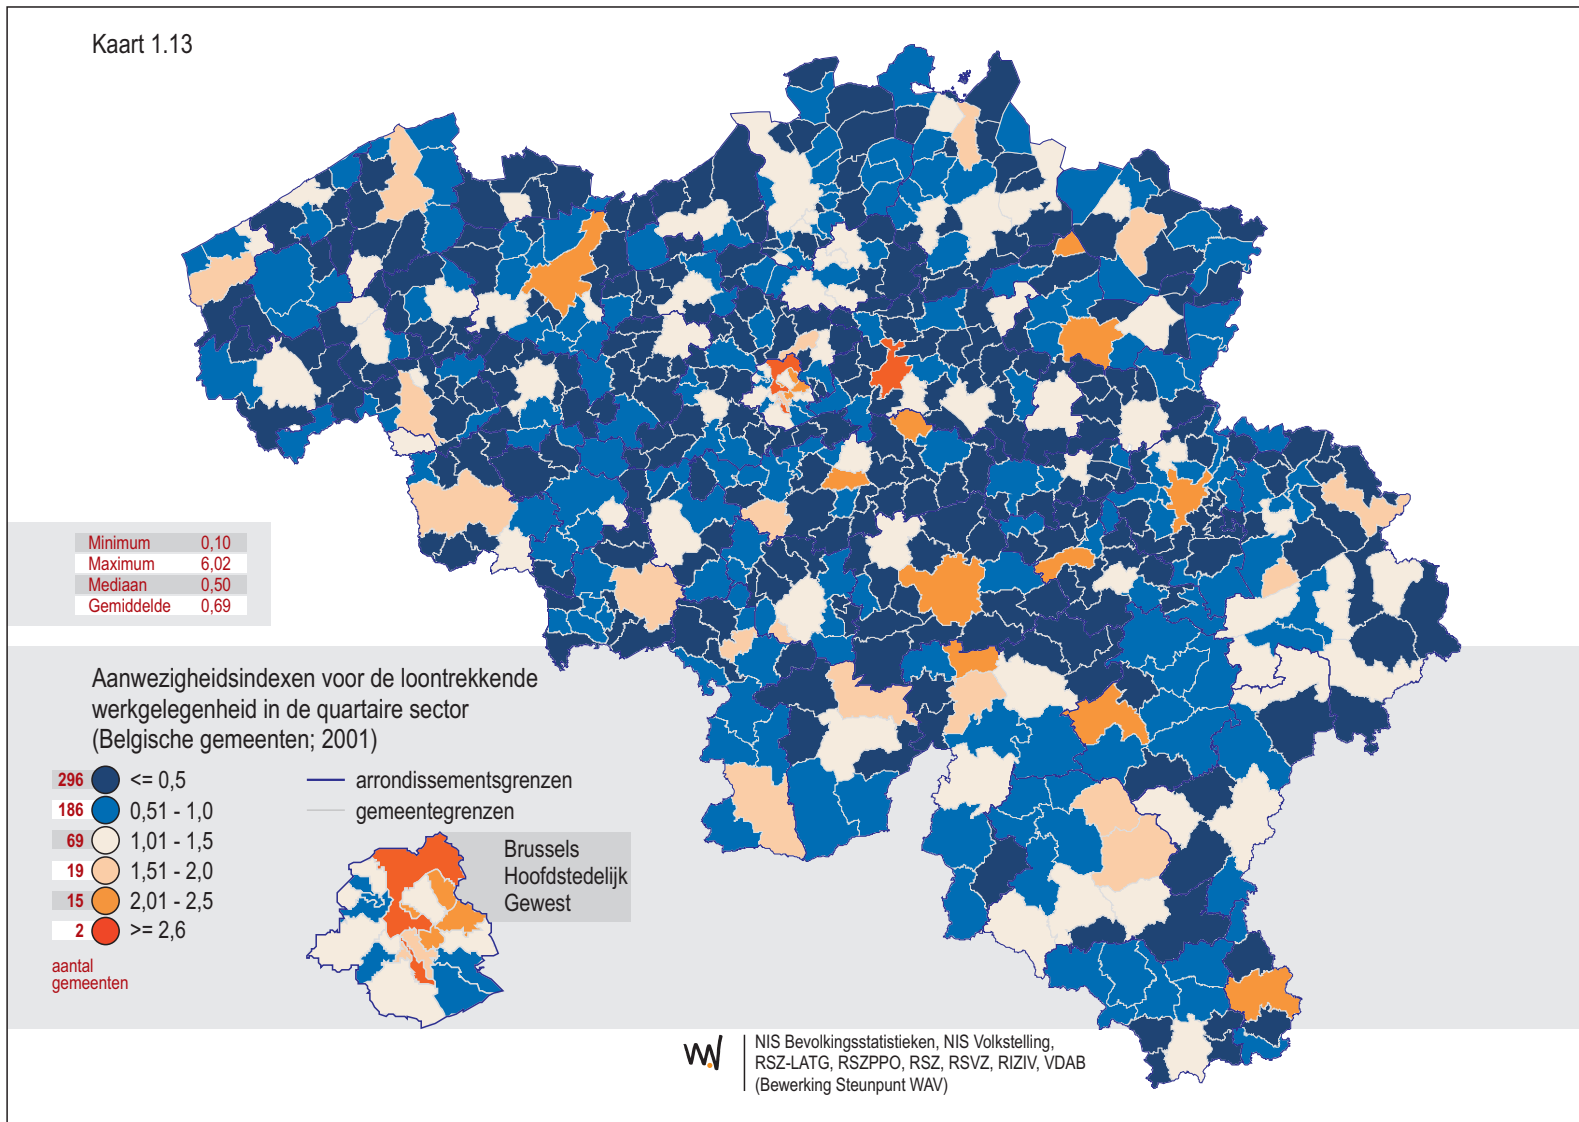 Kaart 1.13
Minimum 0,10
Maximum 6,02
Mediaan 0,50
Gemiddelde 0,69
Aanwezigheidsindexen voor de loontrekkende
werkgelegenheid in de quartaire sector
(Belgische gemeenten; 2001)
296 <= 0,5
186 0,51 - 1,0
69 1,01 - 1,5
19 1,51 - 2,0
15 2,01 - 2,5
2 >= 2,6
aantal
gemeenten
arrondissementsgrenzen
gemeentegrenzen
Brussels
Hoofdstedelijk
Gewest
NIS Bevolkingsstatistieken, NIS Volkstelling,
RSZ-LATG, RSZPPO, RSZ, RSVZ, RIZIV, VDAB
(Bewerking Steunpunt WAV)